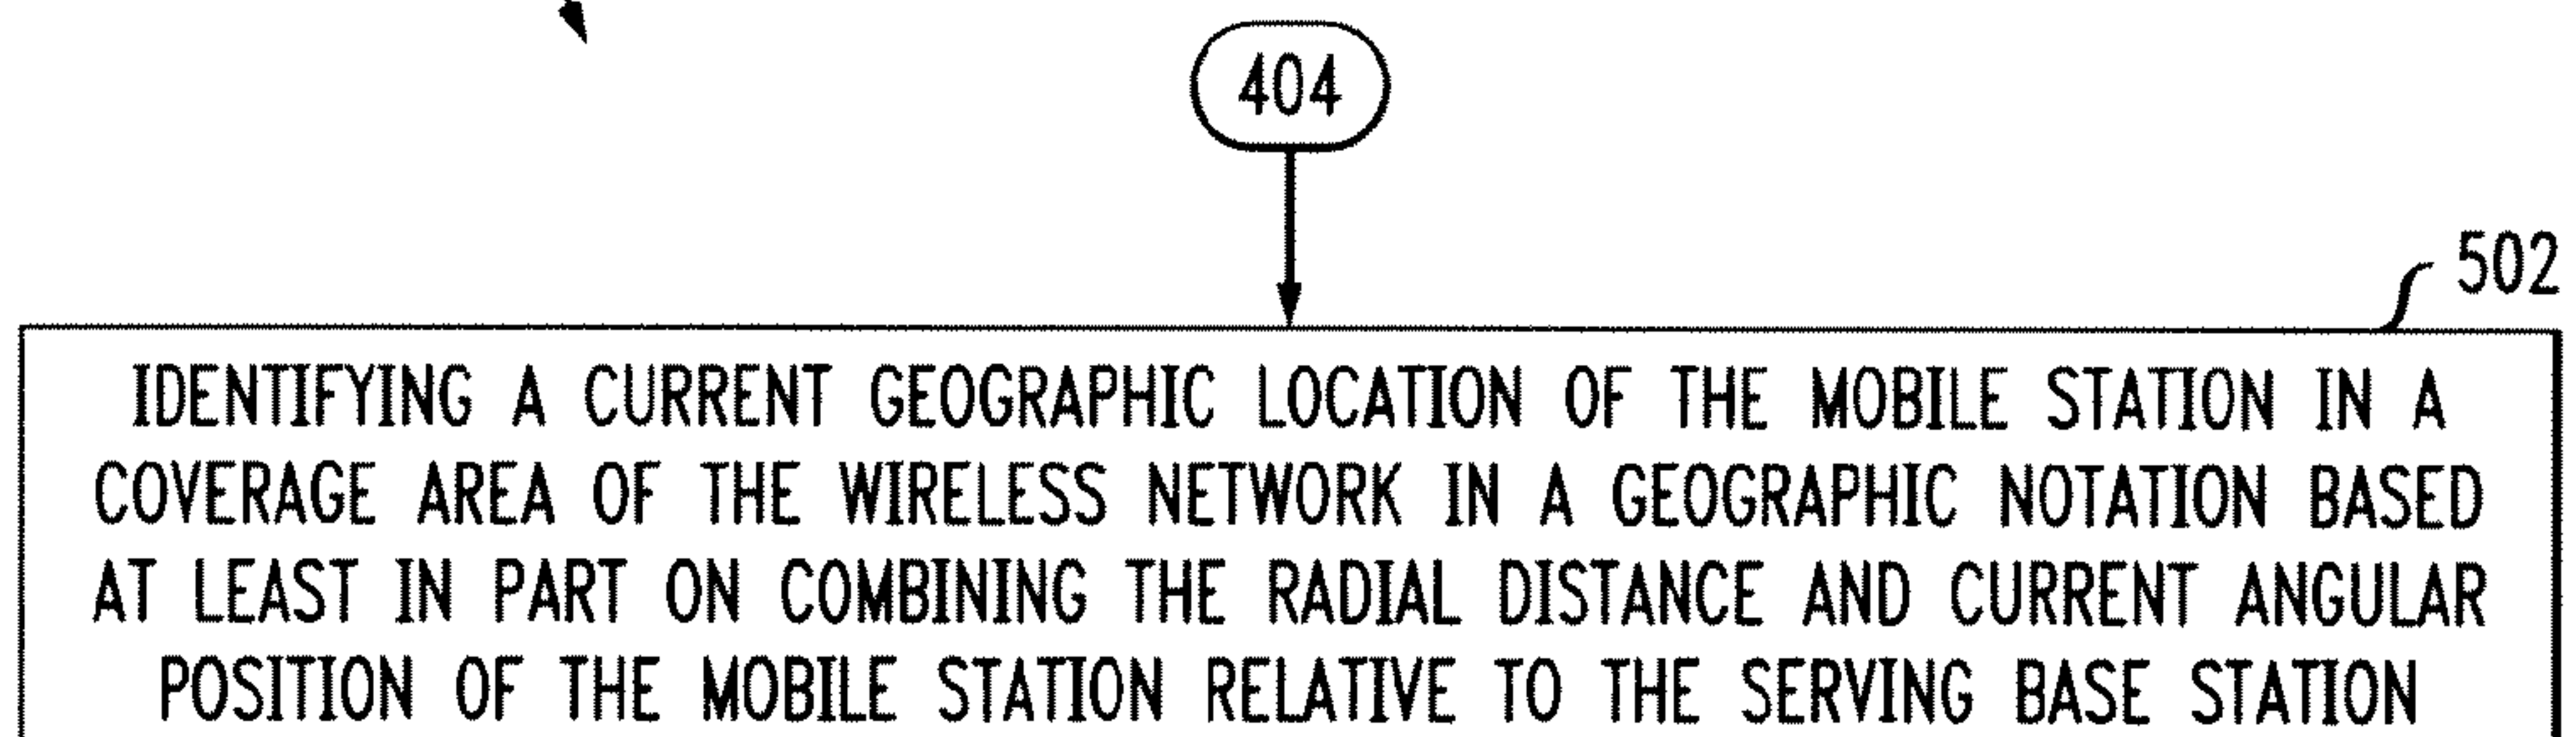 404
502
IDENTIFYING A CURRENT GEOGRAPHIC LOCATION OF THE MOBILE STATION IN A
COVERAGE AREA OF THE WIRELESS NETWORK IN A GEOGRAPHIC NOTATION BASED
AT LEAST IN PART ON COMBINING THE RADIAL DISTANCE AND CURRENT ANGULAR
POSITION OF THE MOBILE STATION RELATIVE TO THE SERVING BASE STATION